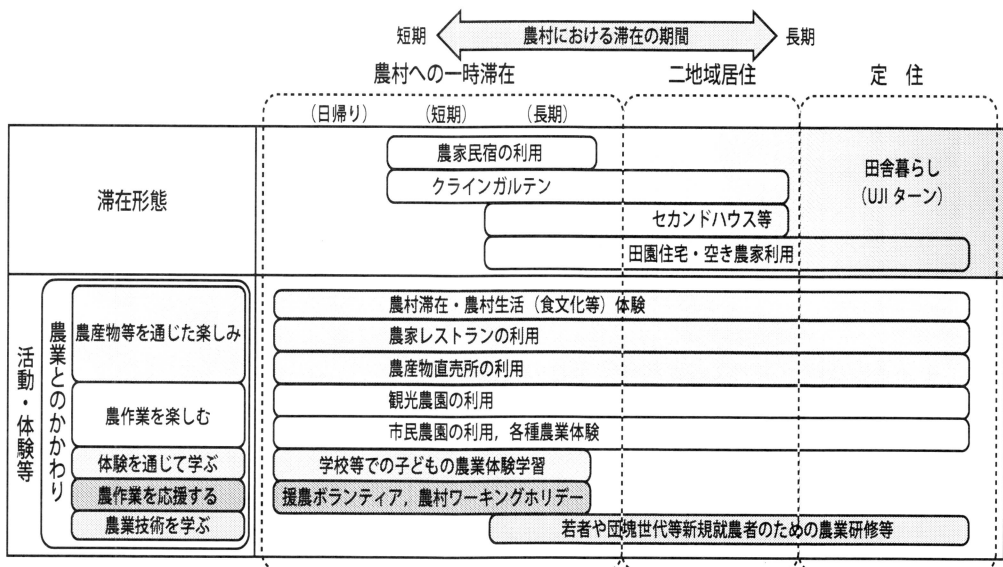 短期 農村における滞在の期間 長期
農村への一時滞在 二地域居住 定 住
(日帰り) (短期) (長期)
滞在形態
農家民宿の利用
クラインガルテン
セカンドハウス等
田園住宅・空き農家利用
田舎暮らし
(UJI ターン)
活動・体験等
農業とのかかわり
農産物等を通じた楽しみ
農村滞在・農村生活(食文化等)体験
農家レストランの利用
農産物直売所の利用
農作業を楽しむ
観光農園の利用
市民農園の利用,各種農業体験
体験を通じて学ぶ
学校等での子どもの農業体験学習
農作業を応援する
援農ボランティア,農村ワーキングホリデー
農業技術を学ぶ
若者や団塊世代等新規就農者のための農業研修等